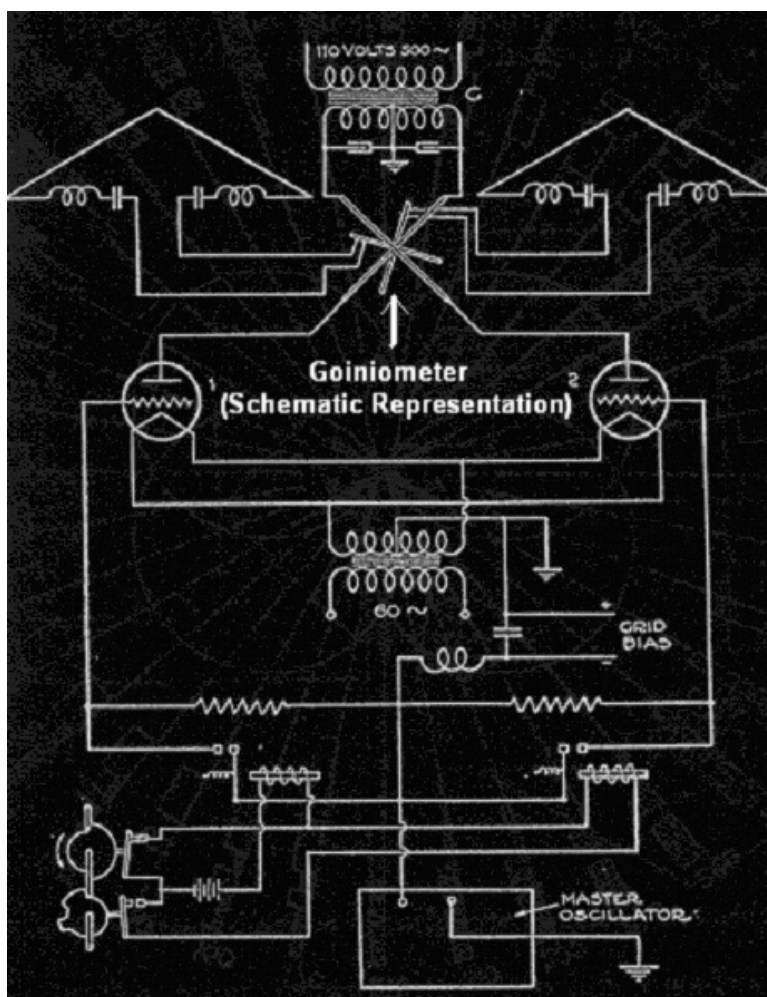 110 VOLTS 500 ~
G
1
2
Goiniometer
(Schematic Representation)
60 ~
+
GRID
BIAS
-
MASTER
OSCILLATOR